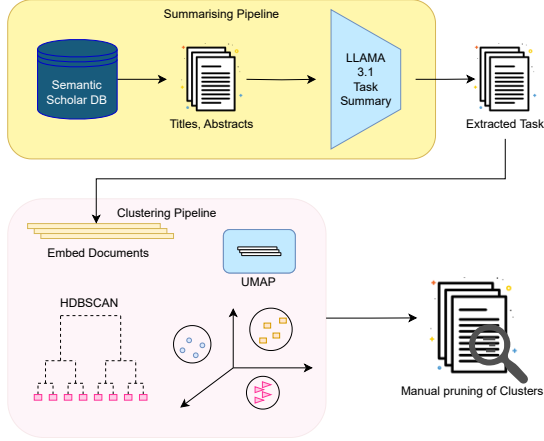 Summarising Pipeline
Semantic
Scholar DB
Titles, Abstracts
LLAMA
3.1
Task
Summary
Extracted Task
Clustering Pipeline
Embed Documents
UMAP
HDBSCAN
Manual pruning of Clusters